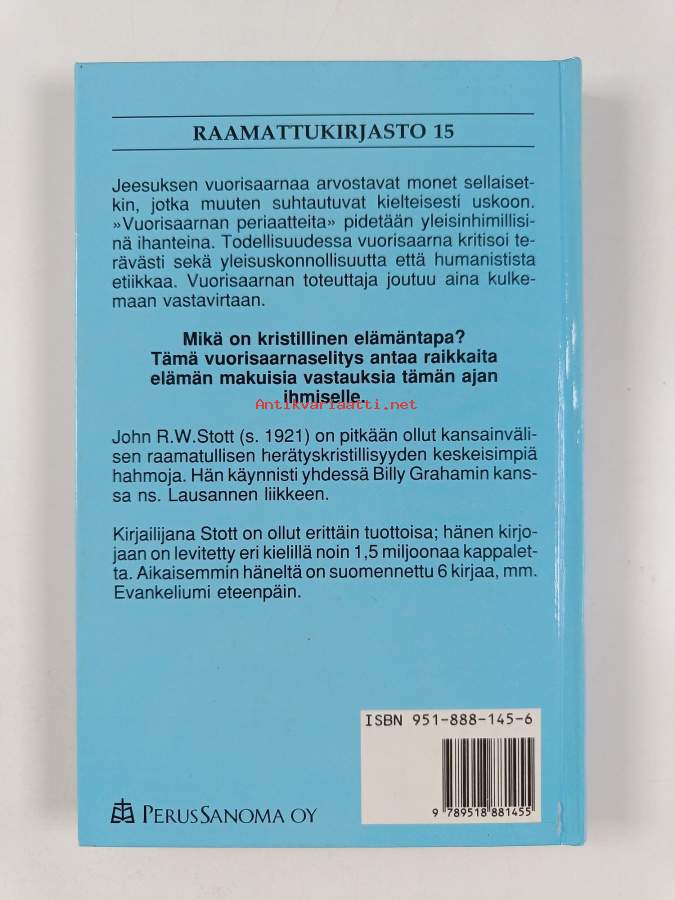 RAAMATTUKIRJASTO 15
Jeesuksen vuorisaarnaa arvostavat monet sellaiset-
kin, jotka muuten suhtautuvat kielteisesti uskoon.
»Vuorisaarnan periaatteita» pidetään yleisinhimillisi-
nä ihanteina. Todellisuudessa vuorisaarna kritisoi te-
rävästi sekä yleisuskonnollisuutta että humanistista
etiikkaa. Vuorisaarnan toteuttaja joutuu aina kulke-
maan vastavirtaan.
Mikä on kristillinen elämäntapa?
Tämä vuorisaarnaselitys antaa raikkaita
elämän makuisia vastauksia tämän ajan
ihmiselle.
Antikvariaatti.net
John R.W.Stott (s. 1921) on pitkään ollut kansainväli-
sen raamatullisen herätyskristillisyyden keskeisimpiä
hahmoja. Hän käynnisti yhdessä Billy Grahamin kans-
sa ns. Lausannen liikkeen.
Kirjailijana Stott on ollut erittäin tuottoisa; hänen kirjo-
jaan on levitetty eri kielillä noin 1,5 miljoonaa kappalet-
ta. Aikaisemmin häneltä on suomennettu 6 kirjaa, mm.
Evankeliumi eteenpäin.
ISBN 951-888-145-6
9 789518 881455
PERUSSANOMA OY